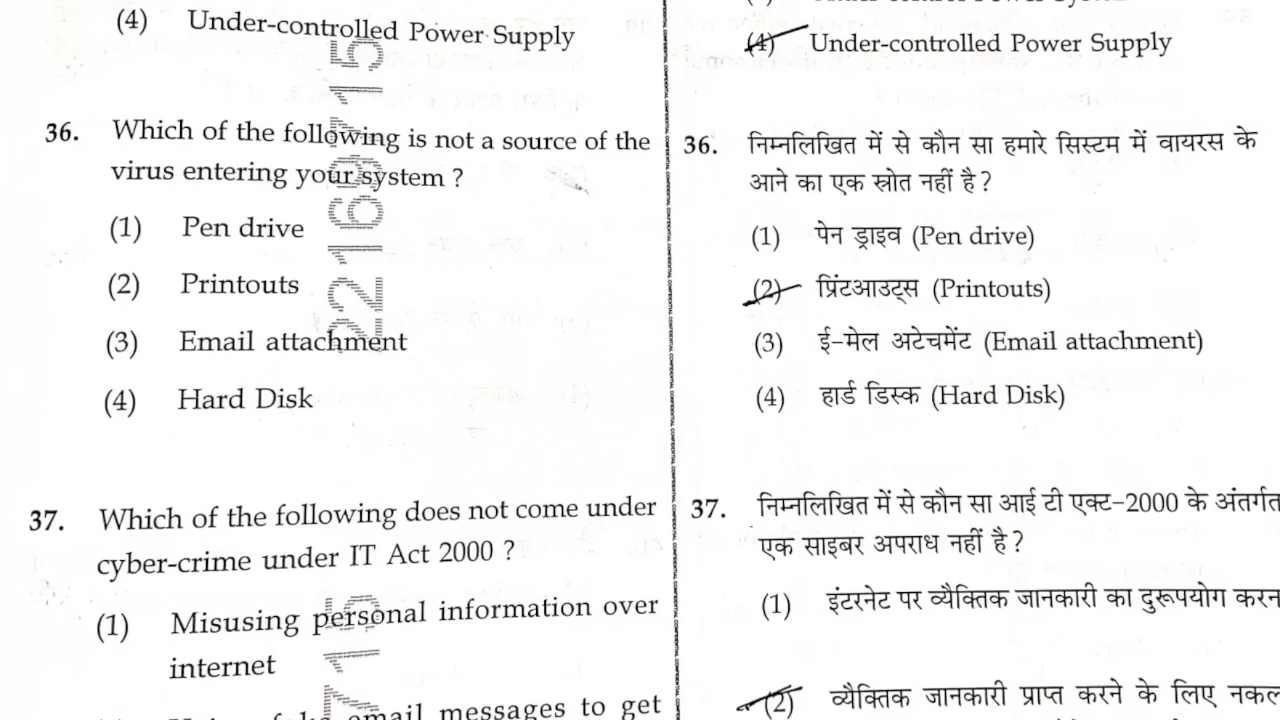 (4) Under-controlled Power Supply
36. Which of the following is not a source of the
virus entering your system ?
(1) Pen drive
(2) Printouts
(3) Email attachment
(4) Hard Disk
37. Which of the following does not come under
cyber-crime under IT Act 2000 ?
(1) Misusing personal information over
internet
email messages to get
(4) Under-controlled Power Supply
36. निम्नलिखित में से कौन सा हमारे सिस्टम में वायरस के
आने का एक स्रोत नहीं है ?
(1) पेन ड्राइव (Pen drive)
(2) प्रिंटआउट्स (Printouts)
(3) ई-मेल अटेचमेंट (Email attachment)
(4) हार्ड डिस्क (Hard Disk)
37. निम्नलिखित में से कौन सा आई टी एक्ट-2000 के अंतर्गत
एक साइबर अपराध नहीं है ?
(1) इंटरनेट पर व्यैक्तिक जानकारी का दुरूपयोग करन
(2) व्यैक्तिक जानकारी प्राप्त करने के लिए नकल